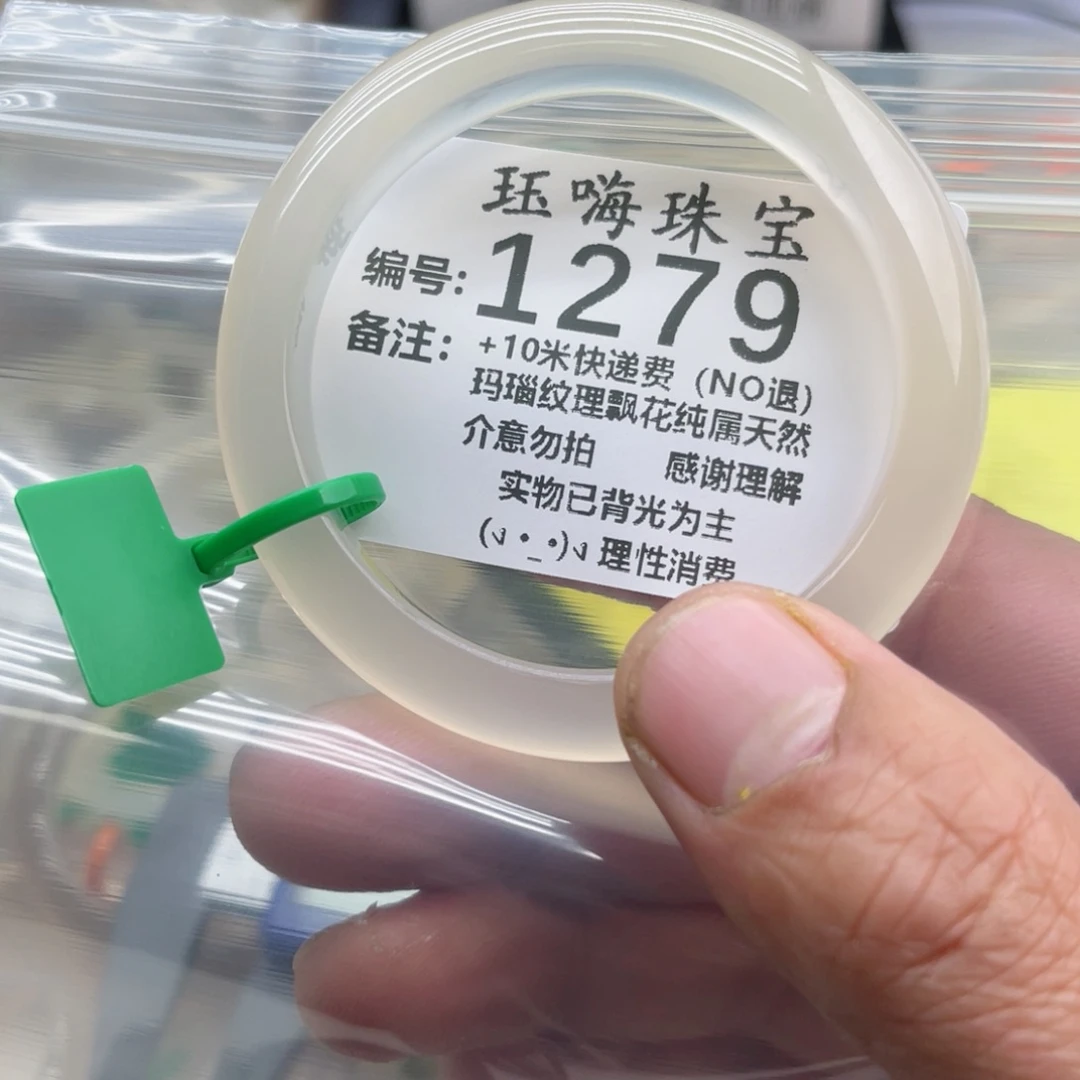 珏嗨珠宝
编号: 1279
备注: +10米快递费 (NO退)
玛瑙纹理飘花纯属天然
介意勿拍 感谢理解
实物已背光为主
(ง •_•)ง 理性消费